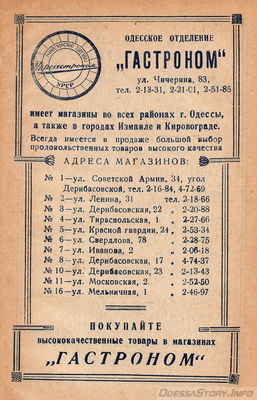 ОДЕССКОЕ ОТДЕЛЕНИЕ
„ГАСТРОНОМ"
ул. Чичерина, 83,
тел. 2-13-31, 2-21-01, 2-51-85
Укргастроном
УРСР
имеет магазины во всех районах г. Одессы,
а также в городах Измаиле и Кировограде.
Всегда имеется в продаже большой выбор
продовольственных товаров высокого качества
АДРЕСА МАГАЗИНОВ:
№ 1—ул. Советской Армии, 34, угол
Дерибасовской, тел. 2-16-84, 4-72-69
№ 2—ул. Ленина, 31 тел. 2-18-66
№ 3—ул. Дерибасовская, 22 „ 2-20-88
№ 4—ул. Тираспольская, 1 „ 2-27-66
№ 5—ул. Красной гвардии, 24 „ 2-53-34
№ 6—ул. Свердлова, 78 „ 2-28-75
№ 7—ул. Иванова, 2 „ 2-06-18
№ 8—ул. Дерибасовская, 17 „ 4-74-37
№ 10—ул. Дерибасовская, 23 „ 2-13-43
№ 11—ул. Московская, 2 „ 2-52-50
№ 16—ул. Мельничная, 1 „ 2-46-97
ПОКУПАЙТЕ
высококачественные товары в магазинах
„ГАСТРОНОМ"
OdessaStory.Info